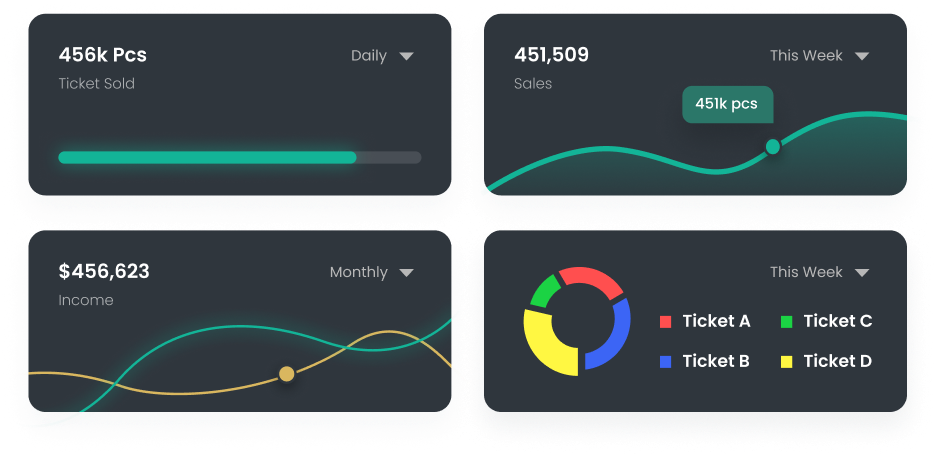 456k Pcs
Daily
Ticket Sold
451,509
This Week
Sales
451k pcs
$456,623
Monthly
Income
This Week
Ticket A
Ticket C
Ticket B
Ticket D